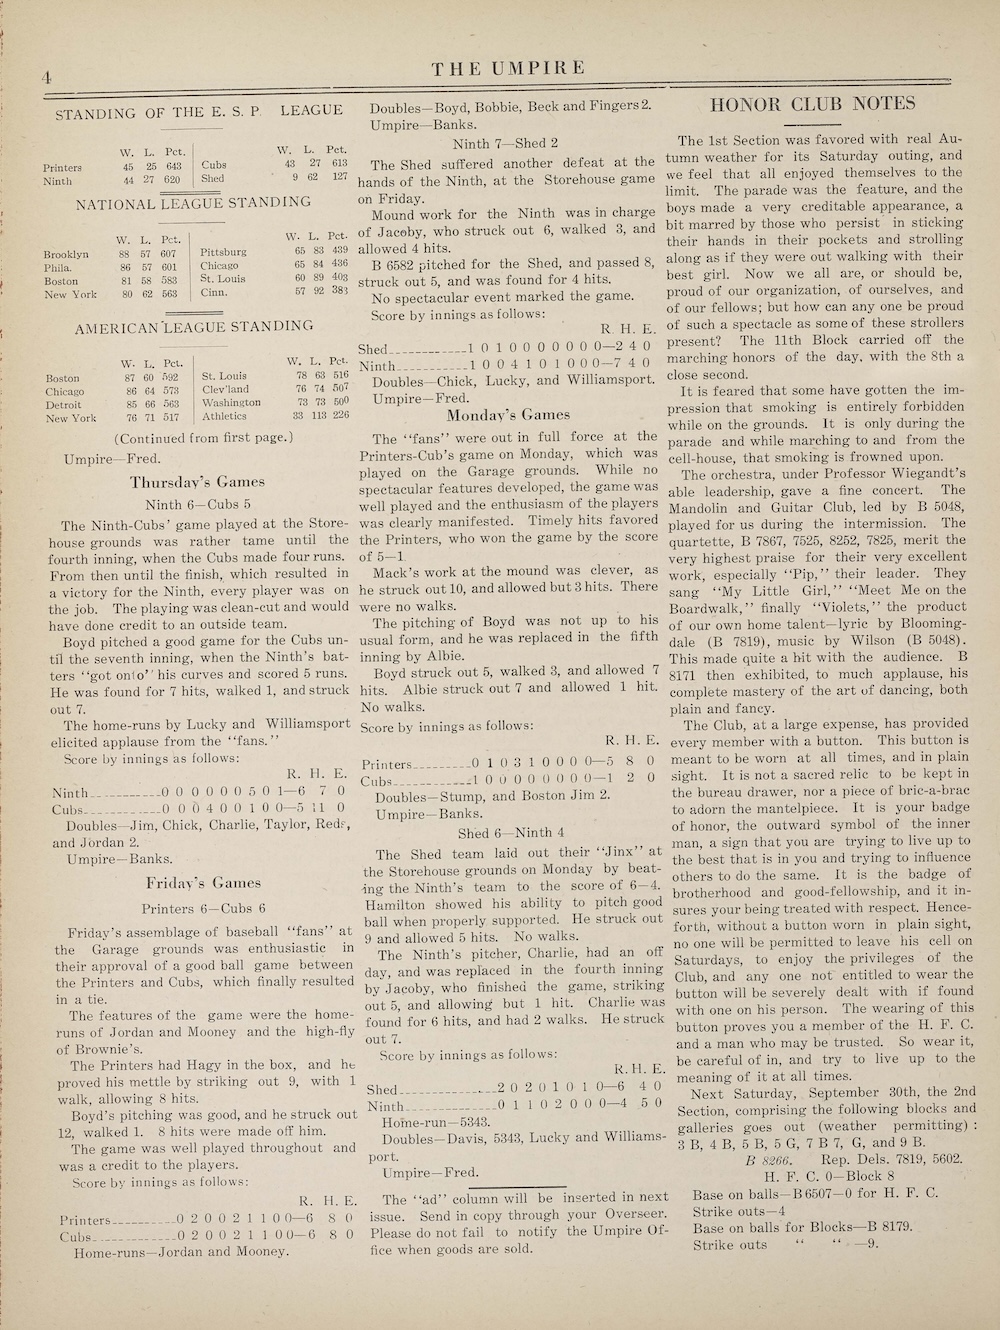 4
THE UMPIRE
STANDING OF THE E. S. P. LEAGUE
W. L. Pct.
Printers 45 25 643
Ninth 44 27 620
W. L. Pct.
Cubs 43 27 613
Shed 9 62 127
NATIONAL LEAGUE STANDING
W. L. Pct.
Brooklyn 88 57 607
Phila. 86 57 601
Boston 81 58 583
New York 80 62 563
W. L. Pct.
Pittsburg 65 83 439
Chicago 65 84 436
St. Louis 60 89 403
Cinn. 57 92 383
AMERICAN LEAGUE STANDING
W. L. Pct.
Boston 87 60 592
Chicago 86 64 573
Detroit 85 66 563
New York 76 71 517
W. L. Pct.
St. Louis 78 63 516
Clev'land 76 74 507
Washington 73 73 500
Athletics 33 113 226
(Continued from first page.)
Umpire—Fred.
Thursday's Games
Ninth 6—Cubs 5
The Ninth-Cubs' game played at the Store-
house grounds was rather tame until the
fourth inning, when the Cubs made four runs.
From then until the finish, which resulted in
a victory for the Ninth, every player was on
the job. The playing was clean-cut and would
have done credit to an outside team.
Boyd pitched a good game for the Cubs un-
til the seventh inning, when the Ninth's bat-
ters "got onto" his curves and scored 5 runs.
He was found for 7 hits, walked 1, and struck
out 7.
The home-runs by Lucky and Williamsport
elicited applause from the "fans."
Score by innings as follows:
R. H. E.
Ninth-----------0 0 0 0 0 0 5 0 1—6 7 0
Cubs------------0 0 0 4 0 0 1 0 0—5 11 0
Doubles—Jim, Chick, Charlie, Taylor, Reds,
and Jordan 2.
Umpire—Banks.
Friday's Games
Printers 6—Cubs 6
Friday's assemblage of baseball "fans" at
the Garage grounds was enthusiastic in
their approval of a good ball game between
the Printers and Cubs, which finally resulted
in a tie.
The features of the game were the home-
runs of Jordan and Mooney and the high-fly
of Brownie's.
The Printers had Hagy in the box, and he
proved his mettle by striking out 9, with 1
walk, allowing 8 hits.
Boyd's pitching was good, and he struck out
12, walked 1. 8 hits were made off him.
The game was well played throughout and
was a credit to the players.
Score by innings as follows:
R. H. E.
Printers----------0 2 0 0 2 1 1 0 0—6 8 0
Cubs-------------0 2 0 0 2 1 1 0 0—6 8 0
Home-runs—Jordan and Mooney.
Doubles—Boyd, Bobbie, Beck and Fingers 2.
Umpire—Banks.
Ninth 7—Shed 2
The Shed suffered another defeat at the
hands of the Ninth, at the Storehouse game
on Friday.
Mound work for the Ninth was in charge
of Jacoby, who struck out 6, walked 3, and
allowed 4 hits.
B 6582 pitched for the Shed, and passed 8,
struck out 5, and was found for 4 hits.
No spectacular event marked the game.
Score by innings as follows:
R. H. E.
Shed------------1 0 1 0 0 0 0 0 0—2 4 0
Ninth-----------1 0 0 4 1 0 1 0 0 0—7 4 0
Doubles—Chick, Lucky, and Williamsport.
Umpire—Fred.
Monday's Games
The "fans" were out in full force at the
Printers-Cub's game on Monday, which was
played on the Garage grounds. While no
spectacular features developed, the game was
well played and the enthusiasm of the players
was clearly manifested. Timely hits favored
the Printers, who won the game by the score
of 5—1
Mack's work at the mound was clever, as
he struck out 10, and allowed but 3 hits. There
were no walks.
The pitching of Boyd was not up to his
usual form, and he was replaced in the fifth
inning by Albie.
Boyd struck out 5, walked 3, and allowed 7
hits. Albie struck out 7 and allowed 1 hit.
No walks.
Score by innings as follows:
R. H. E.
Printers---------0 1 0 3 1 0 0 0 0—5 8 0
Cubs------------1 0 0 0 0 0 0 0 0—1 2 0
Doubles—Stump, and Boston Jim 2.
Umpire—Banks.
Shed 6—Ninth 4
The Shed team laid out their "Jinx" at
the Storehouse grounds on Monday by beat-
ing the Ninth's team to the score of 6—4.
Hamilton showed his ability to pitch good
ball when properly supported. He struck out
9 and allowed 5 hits. No walks.
The Ninth's pitcher, Charlie, had an off
day, and was replaced in the fourth inning
by Jacoby, who finished the game, striking
out 5, and allowing but 1 hit. Charlie was
found for 6 hits, and had 2 walks. He struck
out 7.
Score by innings as follows:
R. H. E.
Shed---------------2 0 2 0 1 0 1 0—6 4 0
Ninth--------------0 1 1 0 2 0 0 0—4 5 0
Home-run—5343.
Doubles—Davis, 5343, Lucky and Williams-
port.
Umpire—Fred.
The "ad" column will be inserted in next
issue. Send in copy through your Overseer.
Please do not fail to notify the Umpire Of-
fice when goods are sold.
HONOR CLUB NOTES
The 1st Section was favored with real Au-
tumn weather for its Saturday outing, and
we feel that all enjoyed themselves to the
limit. The parade was the feature, and the
boys made a very creditable appearance, a
bit marred by those who persist in sticking
their hands in their pockets and strolling
along as if they were out walking with their
best girl. Now we all are, or should be,
proud of our organization, of ourselves, and
of our fellows; but how can any one be proud
of such a spectacle as some of these strollers
present? The 11th Block carried off the
marching honors of the day, with the 8th a
close second.
It is feared that some have gotten the im-
pression that smoking is entirely forbidden
while on the grounds. It is only during the
parade and while marching to and from the
cell-house, that smoking is frowned upon.
The orchestra, under Professor Wiegandt's
able leadership, gave a fine concert. The
Mandolin and Guitar Club, led by B 5048,
played for us during the intermission. The
quartette, B 7867, 7525, 8252, 7825, merit the
very highest praise for their very excellent
work, especially "Pip," their leader. They
sang "My Little Girl," "Meet Me on the
Boardwalk," finally "Violets," the product
of our own home talent—lyric by Blooming-
dale (B 7819), music by Wilson (B 5048).
This made quite a hit with the audience. B
8171 then exhibited, to much applause, his
complete mastery of the art of dancing, both
plain and fancy.
The Club, at a large expense, has provided
every member with a button. This button is
meant to be worn at all times, and in plain
sight. It is not a sacred relic to be kept in
the bureau drawer, nor a piece of bric-a-brac
to adorn the mantelpiece. It is your badge
of honor, the outward symbol of the inner
man, a sign that you are trying to live up to
the best that is in you and trying to influence
others to do the same. It is the badge of
brotherhood and good-fellowship, and it in-
sures your being treated with respect. Hence-
forth, without a button worn in plain sight,
no one will be permitted to leave his cell on
Saturdays, to enjoy the privileges of the
Club, and any one not entitled to wear the
button will be severely dealt with if found
with one on his person. The wearing of this
button proves you a member of the H. F. C.
and a man who may be trusted. So wear it,
be careful of in, and try to live up to the
meaning of it at all times.
Next Saturday, September 30th, the 2nd
Section, comprising the following blocks and
galleries goes out (weather permitting) :
3 B, 4 B, 5 B, 5 G, 7 B 7, G, and 9 B.
B 8266. Rep. Dels. 7819, 5602.
H. F. C. 0—Block 8
Base on balls—B 6507—0 for H. F. C.
Strike outs—4
Base on balls for Blocks—B 8179.
Strike outs " " —9.